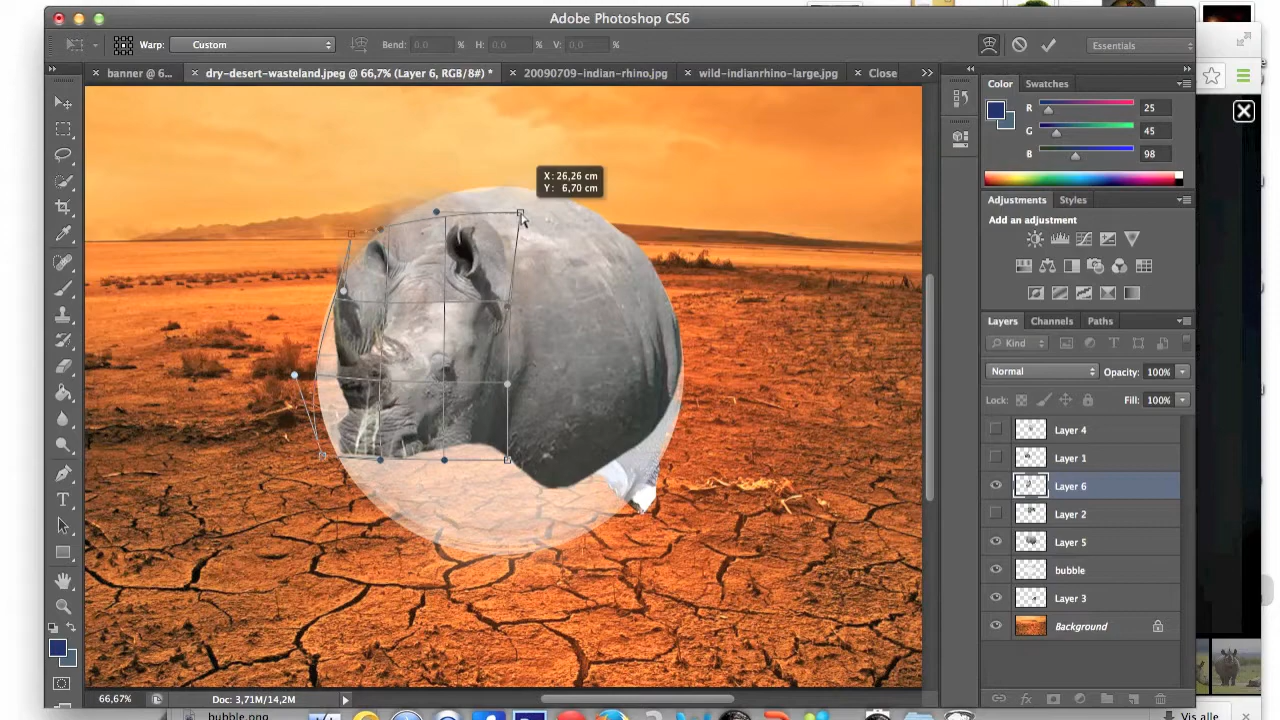 Adobe Photoshop CS6
Warp: Custom Bend: 0,0 % H: 0,0 % V: 0,0 % Essentials
banner @ 6... dry-desert-wasteland.jpeg @ 66,7% (Layer 6, RGB/8#) * 20090709-indian-rhino.jpg wild-indianrhino-large.jpg Close
Color Swatches
R 25
G 45
B 98
X: 26,26 cm
Y: 6,70 cm
Adjustments Styles
Add an adjustment
Layers Channels Paths
Kind
Normal Opacity: 100%
Lock: Fill: 100%
Layer 4
Layer 1
Layer 6
Layer 2
Layer 5
bubble
Layer 3
Background
66,67% Doc: 3,71M/14,2M
bubble.png
Vis alle